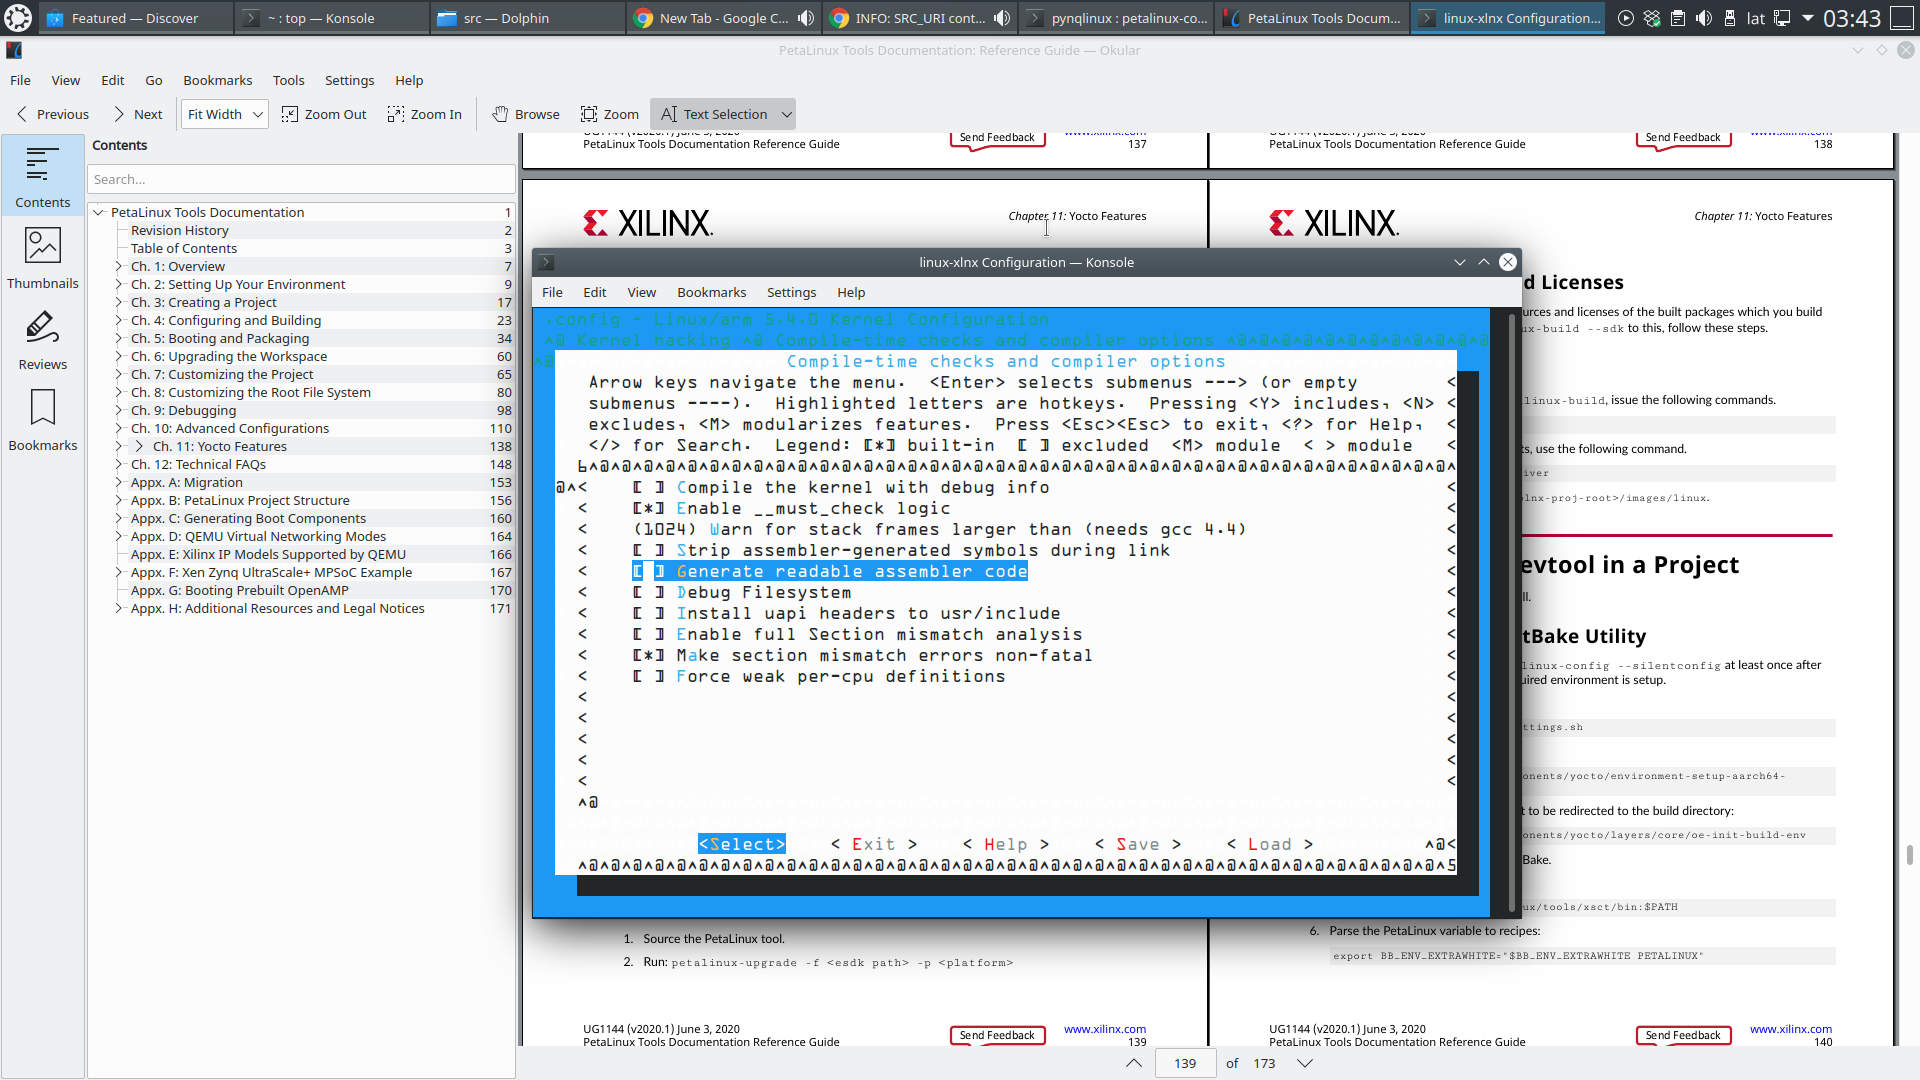 Featured — Discover
~ : top — Konsole
src — Dolphin
New Tab - Google C...
INFO: SRC_URI cont...
pynqlinux : petalinux-co...
PetaLinux Tools Docum...
linux-xlnx Configuration...
lat
03:43
PetaLinux Tools Documentation: Reference Guide — Okular
File View Edit Go Bookmarks Tools Settings Help
Previous Next Fit Width Zoom Out Zoom In Browse Zoom Text Selection
Contents
Thumbnails
Reviews
Bookmarks
Contents
Search...
PetaLinux Tools Documentation 1
Revision History 2
Table of Contents 3
Ch. 1: Overview 7
Ch. 2: Setting Up Your Environment 9
Ch. 3: Creating a Project 17
Ch. 4: Configuring and Building 23
Ch. 5: Booting and Packaging 34
Ch. 6: Upgrading the Workspace 60
Ch. 7: Customizing the Project 65
Ch. 8: Customizing the Root File System 80
Ch. 9: Debugging 98
Ch. 10: Advanced Configurations 110
Ch. 11: Yocto Features 138
Ch. 12: Technical FAQs 148
Appx. A: Migration 153
Appx. B: PetaLinux Project Structure 156
Appx. C: Generating Boot Components 160
Appx. D: QEMU Virtual Networking Modes 164
Appx. E: Xilinx IP Models Supported by QEMU 166
Appx. F: Xen Zynq UltraScale+ MPSoC Example 167
Appx. G: Booting Prebuilt OpenAMP 170
Appx. H: Additional Resources and Legal Notices 171
UG1144 (v2020.1) June 3, 2020 Send Feedback www.xilinx.com
PetaLinux Tools Documentation Reference Guide 137
UG1144 (v2020.1) June 3, 2020 Send Feedback www.xilinx.com
PetaLinux Tools Documentation Reference Guide 138
XILINX. Chapter 11: Yocto Features
XILINX. Chapter 11: Yocto Features
linux-xlnx Configuration — Konsole
File Edit View Bookmarks Settings Help
.config - Linux/arm 5.4.0 Kernel Configuration
^@ Kernel hacking ^@ Compile-time checks and compiler options ^@^@^@^@^@^@^@^@^@^@^@^@
^@ Compile-time checks and compiler options
Arrow keys navigate the menu.  <Enter> selects submenus ---> (or empty <
submenus ----).  Highlighted letters are hotkeys.  Pressing <Y> includes, <N> <
excludes, <M> modularizes features.  Press <Esc><Esc> to exit, <?> for Help, <
</> for Search.  Legend: [*] built-in  [ ] excluded  <M> module  < > module <
6^@^@^@^@^@^@^@^@^@^@^@^@^@^@^@^@^@^@^@^@^@^@^@^@^@^@^@^@^@^@^@^@^@^@^@^@^@^@^@^
@^< [ ] Compile the kernel with debug info <
< [*] Enable __must_check logic <
< (1024) Warn for stack frames larger than (needs gcc 4.4) <
< [ ] Strip assembler-generated symbols during link <
< [ ] Generate readable assembler code <
< [ ] Debug Filesystem <
< [ ] Install uapi headers to usr/include <
< [ ] Enable full Section mismatch analysis <
< [*] Make section mismatch errors non-fatal <
< [ ] Force weak per-cpu definitions <
< <
< <
< <
< <
< <
^@
<Select> < Exit > < Help > < Save > < Load > ^@<
^@^@^@^@^@^@^@^@^@^@^@^@^@^@^@^@^@^@^@^@^@^@^@^@^@^@^@^@^@^@^@^@^@^@^@^@^@^@^@^5
d Licenses
urces and licenses of the built packages which you build
ux-build --sdk to this, follow these steps.
linux-build, issue the following commands.
s, use the following command.
iver
lnx-proj-root>/images/linux.
evtool in a Project
ll.
tBake Utility
linux-config --silentconfig at least once after
uired environment is setup.
ttings.sh
onents/yocto/environment-setup-aarch64-
t to be redirected to the build directory:
onents/yocto/layers/core/oe-init-build-env
Bake.
ux/tools/xsct/bin:$PATH
1. Source the PetaLinux tool.
2. Run: petalinux-upgrade -f <esdk path> -p <platform>
6. Parse the PetaLinux variable to recipes:
export BB_ENV_EXTRAWHITE="$BB_ENV_EXTRAWHITE PETALINUX"
UG1144 (v2020.1) June 3, 2020 Send Feedback www.xilinx.com
PetaLinux Tools Documentation Reference Guide 139
UG1144 (v2020.1) June 3, 2020 Send Feedback www.xilinx.com
PetaLinux Tools Documentation Reference Guide 140
139 of 173